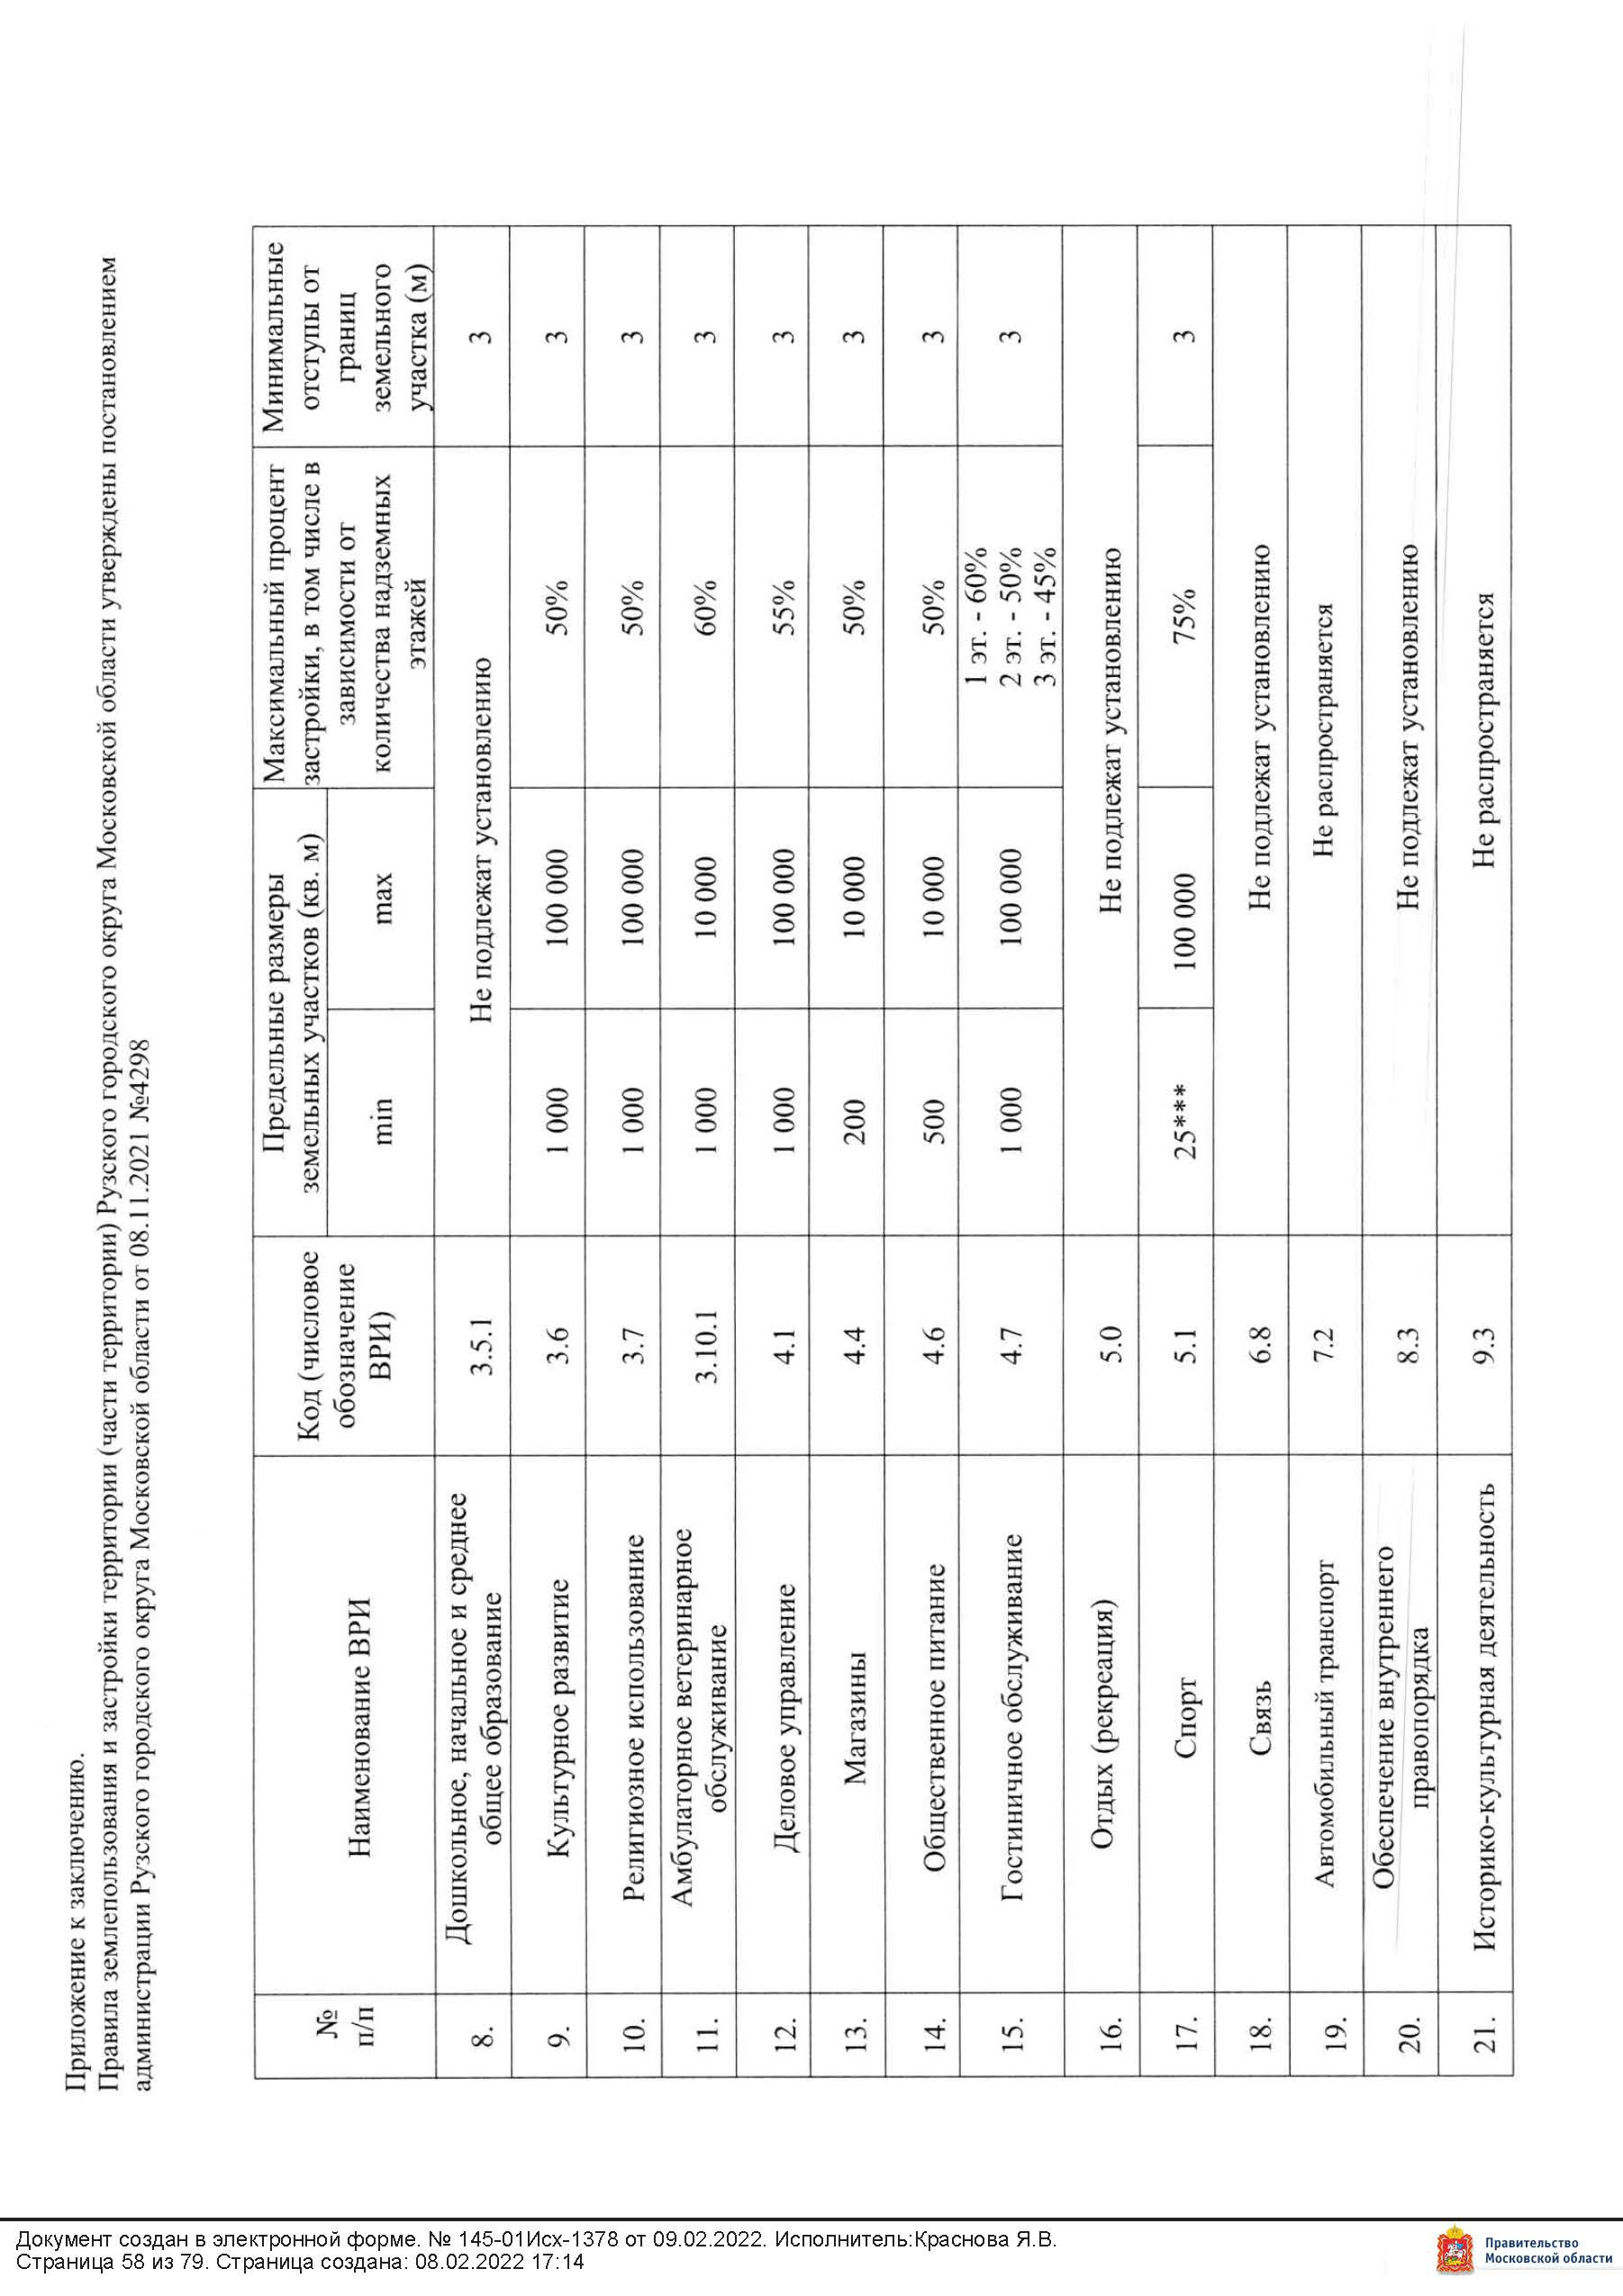 Приложение к заключению.
Правила землепользования и застройки территории (части территории) Рузского городского округа Московской области утверждены постановлением
администрации Рузского городского округа Московской области от 08.11.2021 №4298
№
п/п
Наименование ВРИ
Код (числовое
обозначение
ВРИ)
Предельные размеры
земельных участков (кв. м)
min
max
Максимальный процент
застройки, в том числе в
зависимости от
количества надземных
этажей
Минимальные
отступы от
границ
земельного
участка (м)
8.
Дошкольное, начальное и среднее
общее образование
3.5.1
Не подлежат установлению
3
9.
Культурное развитие
3.6
1 000
100 000
50%
3
10.
Религиозное использование
3.7
1 000
100 000
50%
3
11.
Амбулаторное ветеринарное
обслуживание
3.10.1
1 000
10 000
60%
3
12.
Деловое управление
4.1
1 000
100 000
55%
3
13.
Магазины
4.4
200
10 000
50%
3
14.
Общественное питание
4.6
500
10 000
50%
3
15.
Гостиничное обслуживание
4.7
1 000
100 000
1 эт. - 60%
2 эт. - 50%
3 эт. - 45%
3
16.
Отдых (рекреация)
5.0
Не подлежат установлению
17.
Спорт
5.1
25***
100 000
75%
3
18.
Связь
6.8
Не подлежат установлению
19.
Автомобильный транспорт
7.2
Не распространяется
20.
Обеспечение внутреннего
правопорядка
8.3
Не подлежат установлению
21.
Историко-культурная деятельность
9.3
Не распространяется
Документ создан в электронной форме. № 145-01Исх-1378 от 09.02.2022. Исполнитель:Краснова Я.В.
Страница 58 из 79. Страница создана: 08.02.2022 17:14
Правительство
Московской области